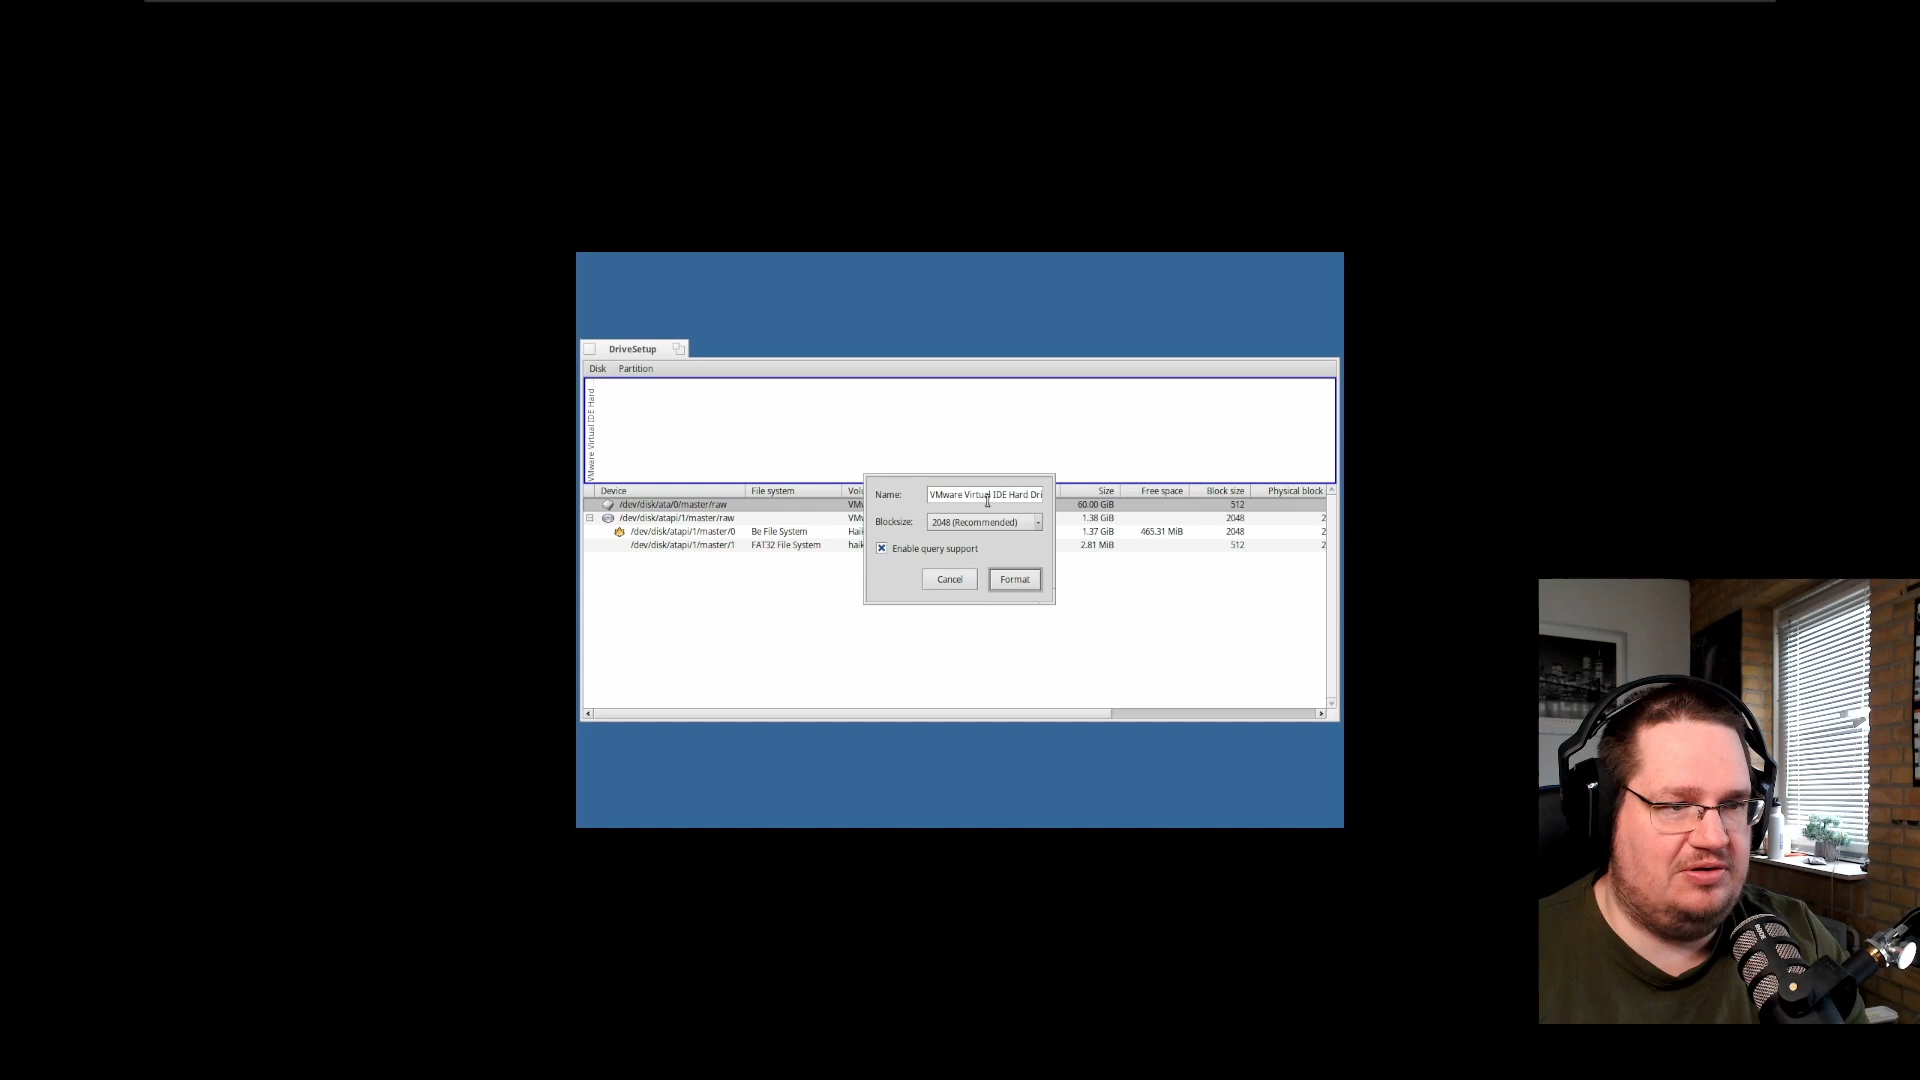 DriveSetup
Disk Partition
VMware Virtual IDE Hard
Device File system Size Free space Block size Physical block
/dev/disk/ata/0/master/raw 60.00 GiB 512
/dev/disk/atapi/1/master/raw 1.38 GiB 2048 2
/dev/disk/atapi/1/master/0 Be File System 1.37 GiB 465.31 MiB 2048 2
/dev/disk/atapi/1/master/1 FAT32 File System 2.81 MiB 512 2
Name: VMware Virtual IDE Hard Dri
Blocksize: 2048 (Recommended)
Enable query support
Cancel Format